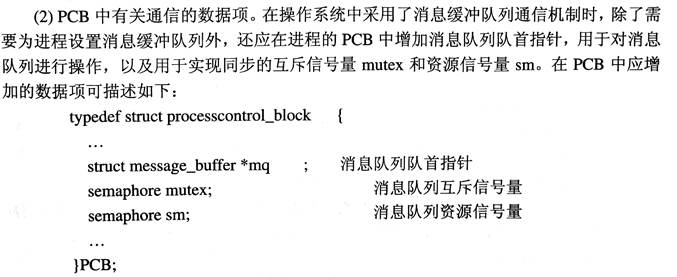 (2) PCB 中有关通信的数据项。在操作系统中采用了消息缓冲队列通信机制时，除了需
要为进程设置消息缓冲队列外，还应在进程的 PCB 中增加消息队列队首指针，用于对消息
队列进行操作，以及用于实现同步的互斥信号量 mutex 和资源信号量 sm。在 PCB 中应增
加的数据项可描述如下：
typedef struct processcontrol_block {
…
struct message_buffer *mq ; 消息队列队首指针
semaphore mutex; 消息队列互斥信号量
semaphore sm; 消息队列资源信号量
…
}PCB;